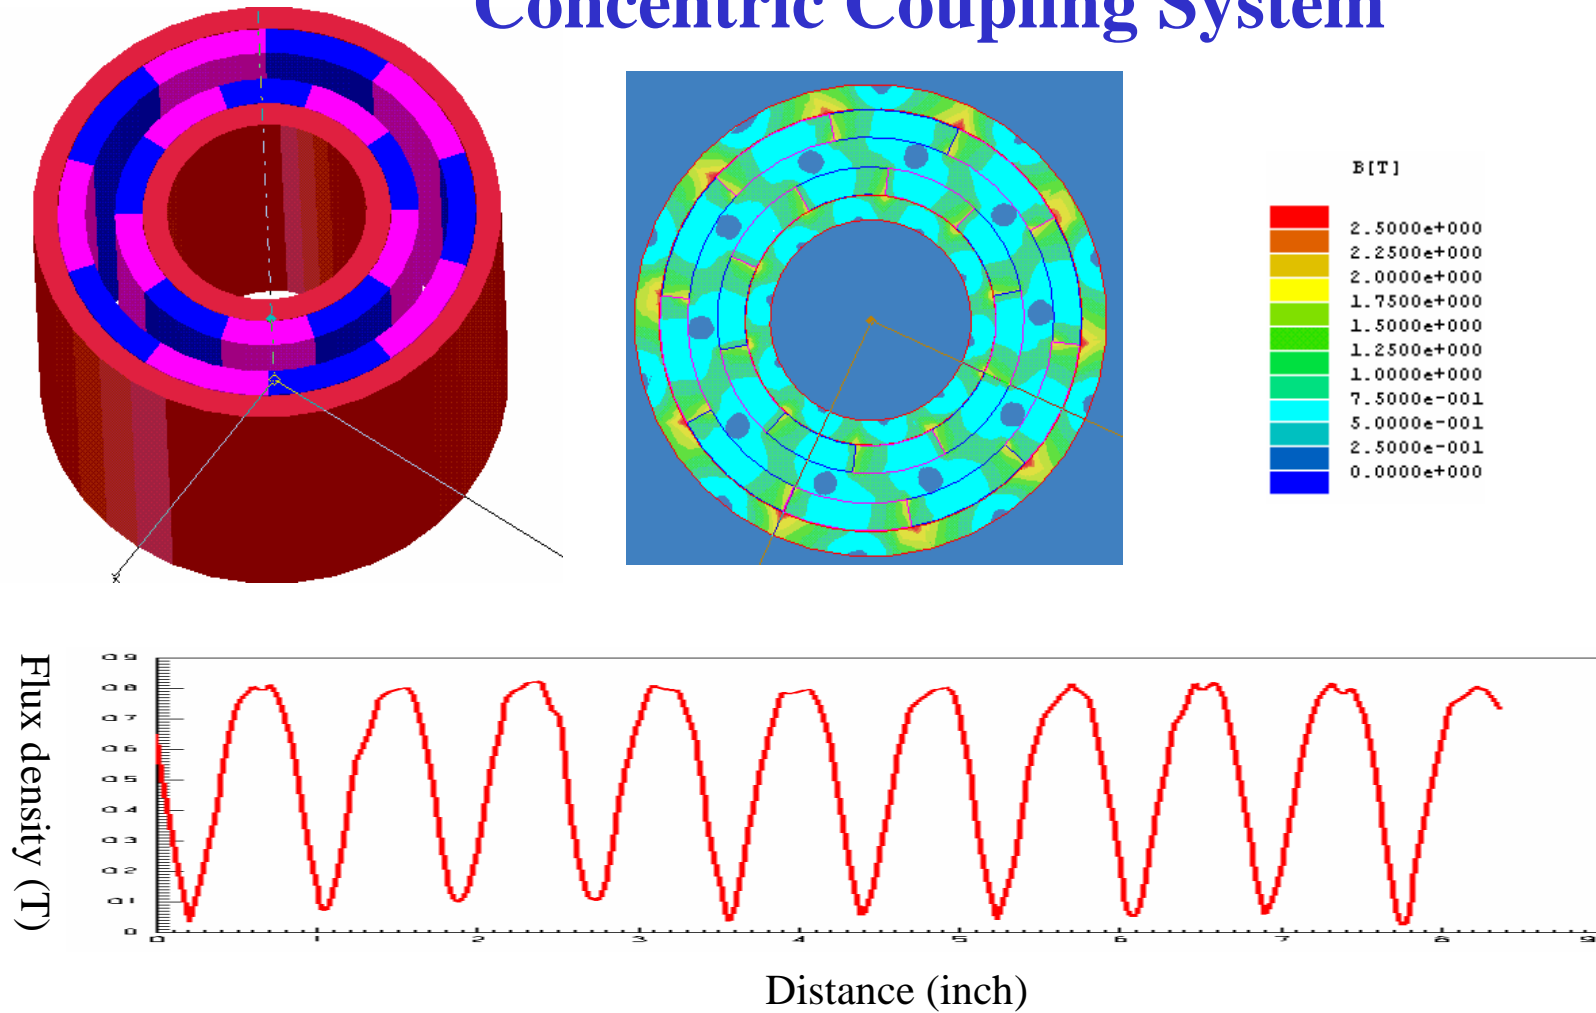 Concentric Coupling System
B[T]
2.5000e+000
2.2500e+000
2.0000e+000
1.7500e+000
1.5000e+000
1.2500e+000
1.0000e+000
7.5000e-001
5.0000e-001
2.5000e-001
0.0000e+000
Flux density (T)
0.9
0.8
0.7
0.6
0.5
0.4
0.3
0.2
0.1
0
0 1 2 3 4 5 6 7 8 9
Distance (inch)
x